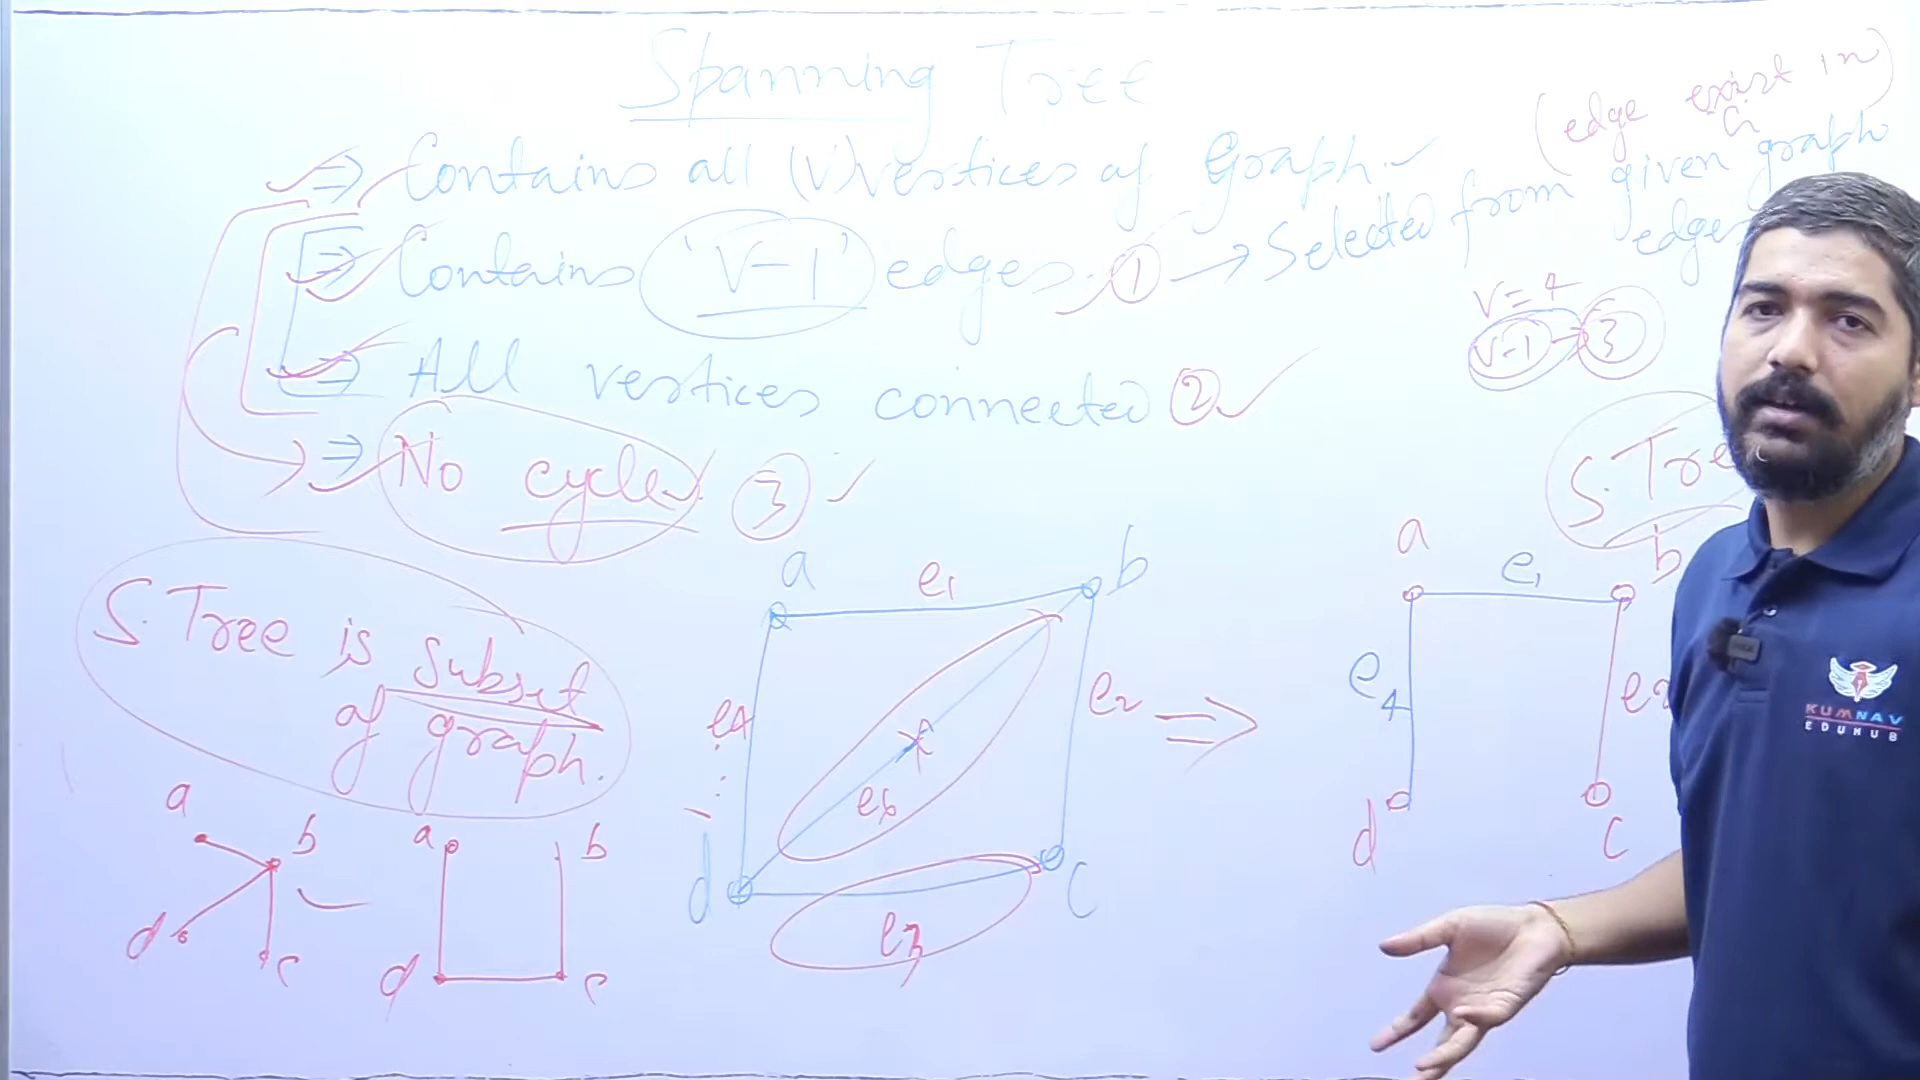 Spanning Tree
(edge exist in G)
⇒ Contains all (V) vertices of Graph.
⇒ Contains 'V-1' edges. ① → Selected from given graph edges
V=4
V-1 → 3
⇒ All vertices connected ②
⇒ No cycle. ③
S. Tree is subset
of graph.
S. Tree
a e1 b
e4 e2
e6
d e3 c
⇒
a e1 b
e4 e2
d c
a b
d c
a b
d c
KUMNAV
EDUHUB